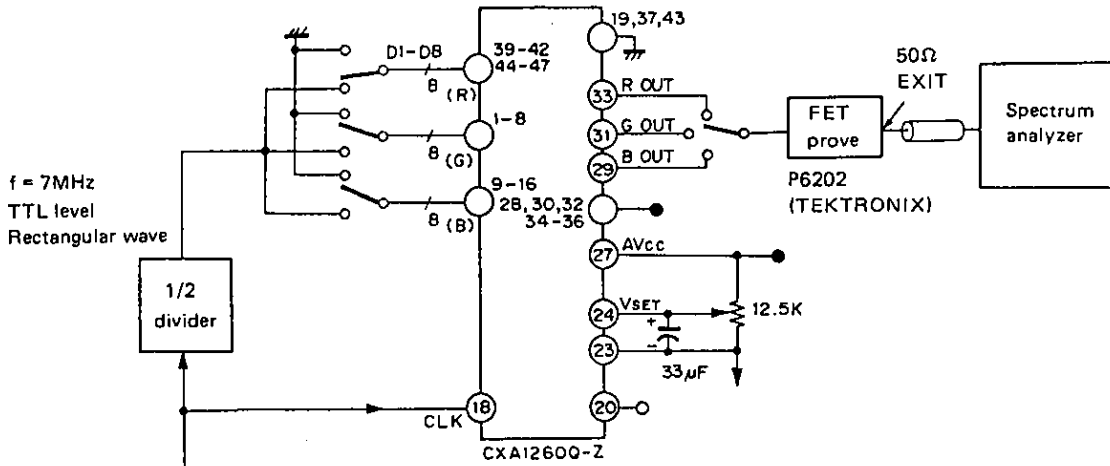 19,37,43
D1-D8
39-42
44-47
8
(R)
1-8
8
(G)
9-16
8
(B)
28,30,32
34-36
33
R OUT
31
G OUT
29
B OUT
27
AVcc
24
VSET
+
-
33μF
12.5K
23
20
18
CLK
CXA1260Q-Z
f = 7MHz
TTL level
Rectangular wave
1/2
divider
50Ω
EXIT
FET
prove
P6202
(TEKTRONIX)
Spectrum
analyzer